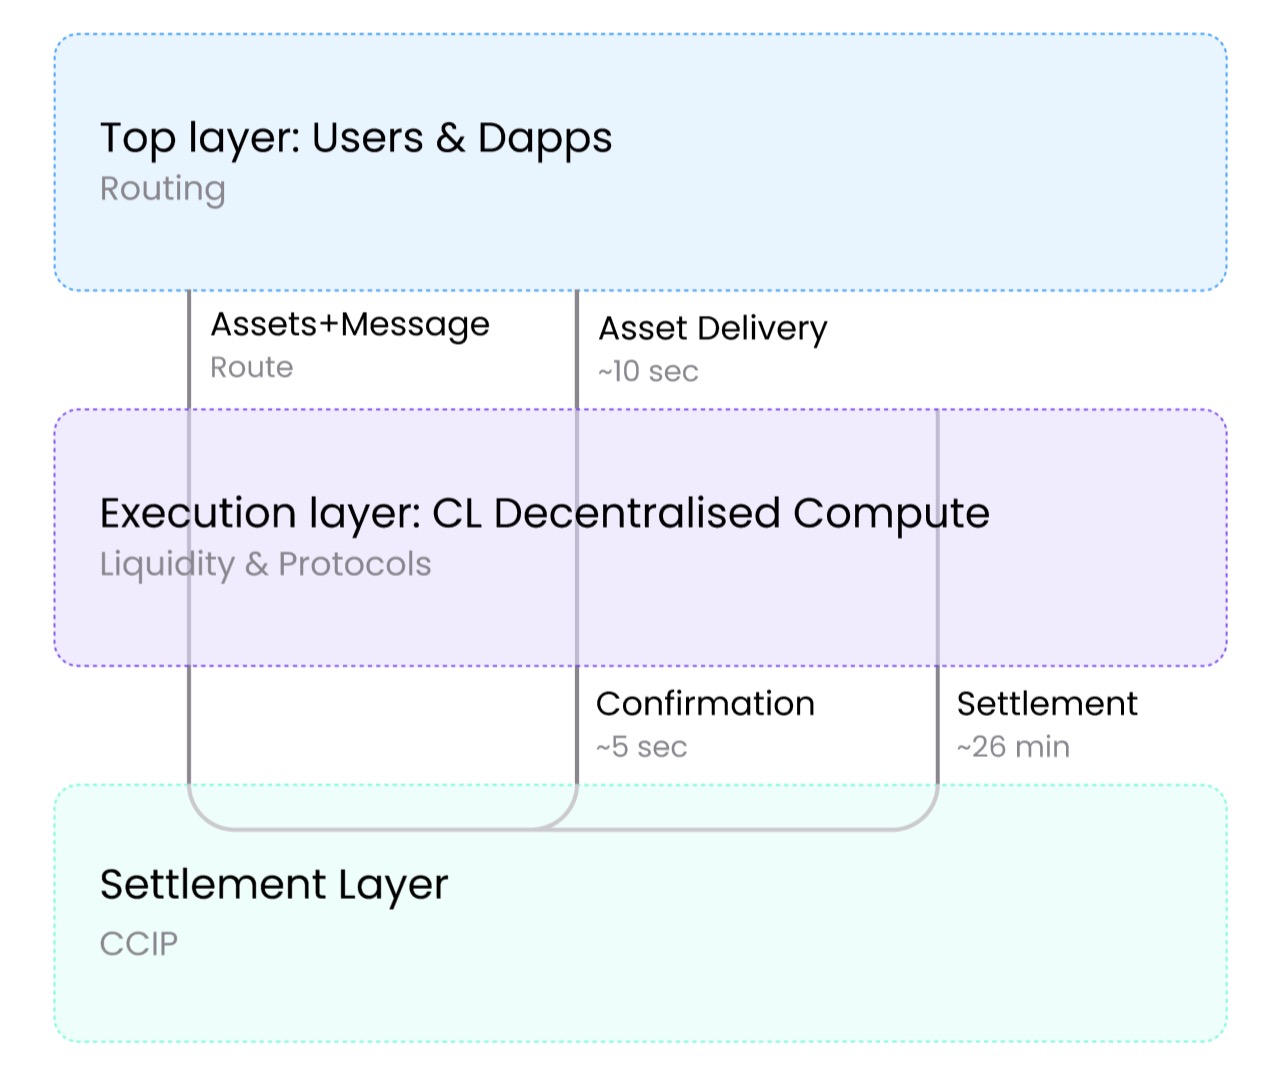 Top layer: Users & Dapps
Routing
Assets+Message
Route
Asset Delivery
~10 sec
Execution layer: CL Decentralised Compute
Liquidity & Protocols
Confirmation
~5 sec
Settlement
~26 min
Settlement Layer
CCIP